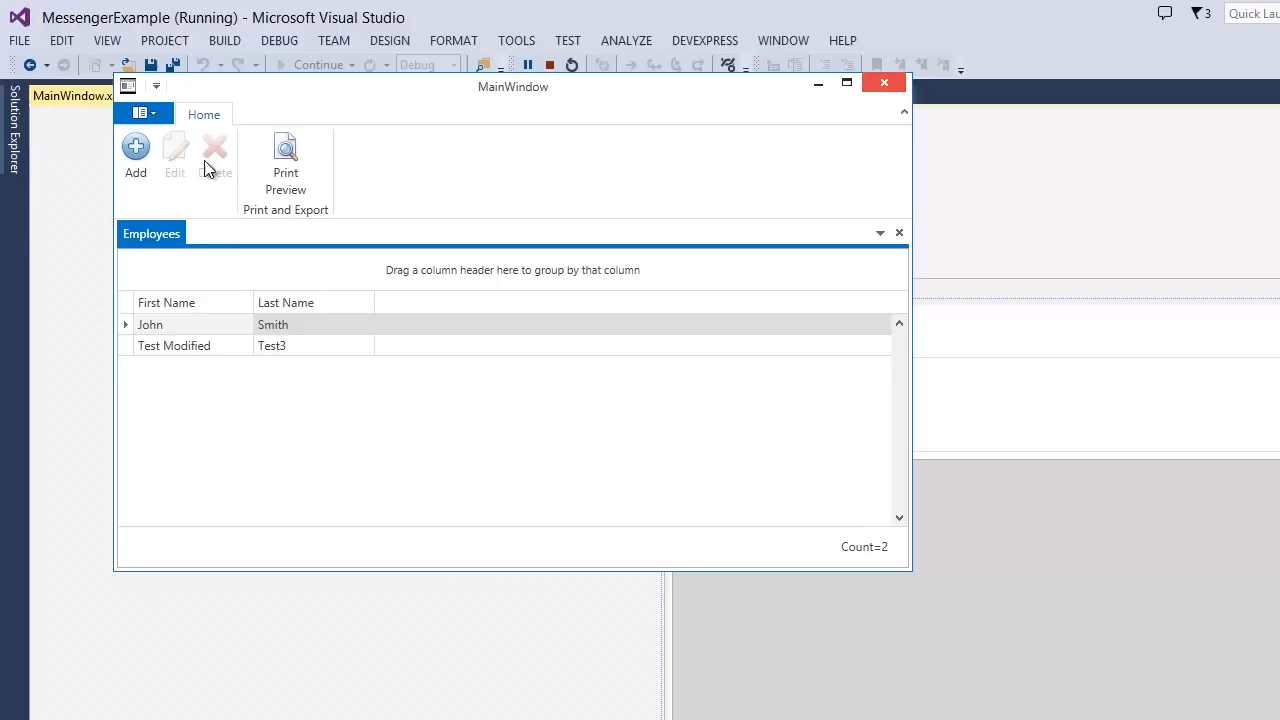 MessengerExample (Running) - Microsoft Visual Studio
3
Quick Lau
FILE EDIT VIEW PROJECT BUILD DEBUG TEAM DESIGN FORMAT TOOLS TEST ANALYZE DEVEXPRESS WINDOW HELP
Continue
Debug
Solution Explorer
MainWindow.x
MainWindow
Home
Add
Edit
Print
Preview
Print and Export
Employees
Drag a column header here to group by that column
First Name Last Name
John Smith
Test Modified Test3
Count=2